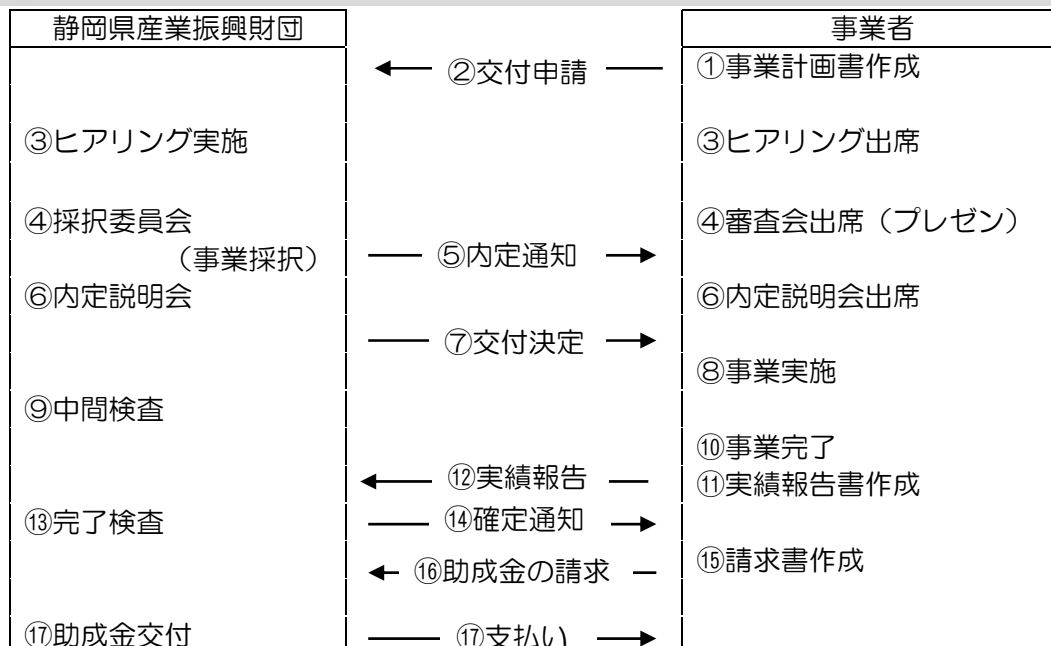 静岡県産業振興財団
事業者
②交付申請
①事業計画書作成
③ヒアリング実施
③ヒアリング出席
④採択委員会
④審査会出席（プレゼン）
（事業採択）
⑤内定通知
⑥内定説明会
⑥内定説明会出席
⑦交付決定
⑧事業実施
⑨中間検査
⑩事業完了
⑫実績報告
⑪実績報告書作成
⑬完了検査
⑭確定通知
⑮請求書作成
⑯助成金の請求
⑰助成金交付
⑰支払い